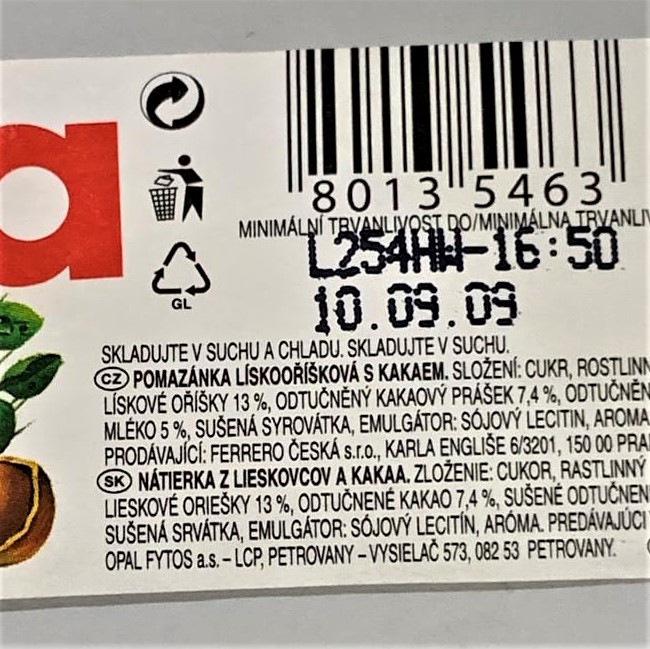 a
8013 5463
MINIMÁLNÍ TRVANLIVOST DO/MINIMÁLNA TRVANLIV
L254HW-16:50
10.09.09
GL
SKLADUJTE V SUCHU A CHLADU. SKLADUJTE V SUCHU.
CZ POMAZÁNKA LÍSKOOŘÍŠKOVÁ S KAKAEM. SLOŽENÍ: CUKR, ROSTLINN
LÍSKOVÉ OŘÍŠKY 13 %, ODTUČNĚNÝ KAKAOVÝ PRÁŠEK 7,4 %, ODTUČNĚN
MLÉKO 5 %, SUŠENÁ SYROVÁTKA, EMULGÁTOR: SÓJOVÝ LECITIN, AROMA
PRODÁVAJÍCÍ: FERRERO ČESKÁ s.r.o., KARLA ENGLIŠE 6/3201, 150 00 PRA
SK NÁTIERKA Z LIESKOVCOV A KAKAA. ZLOŽENIE: CUKOR, RASTLINNÝ
LIESKOVÉ ORIEŠKY 13 %, ODTUČNENÉ KAKAO 7,4 %, SUŠENÉ ODTUČNEN
SUŠENÁ SRVÁTKA, EMULGÁTOR: SÓJOVÝ LECITÍN, ARÓMA. PREDÁVAJÚCI
OPAL FYTOS a.s. – LCP, PETROVANY – VYSIELAČ 573, 082 53 PETROVANY.